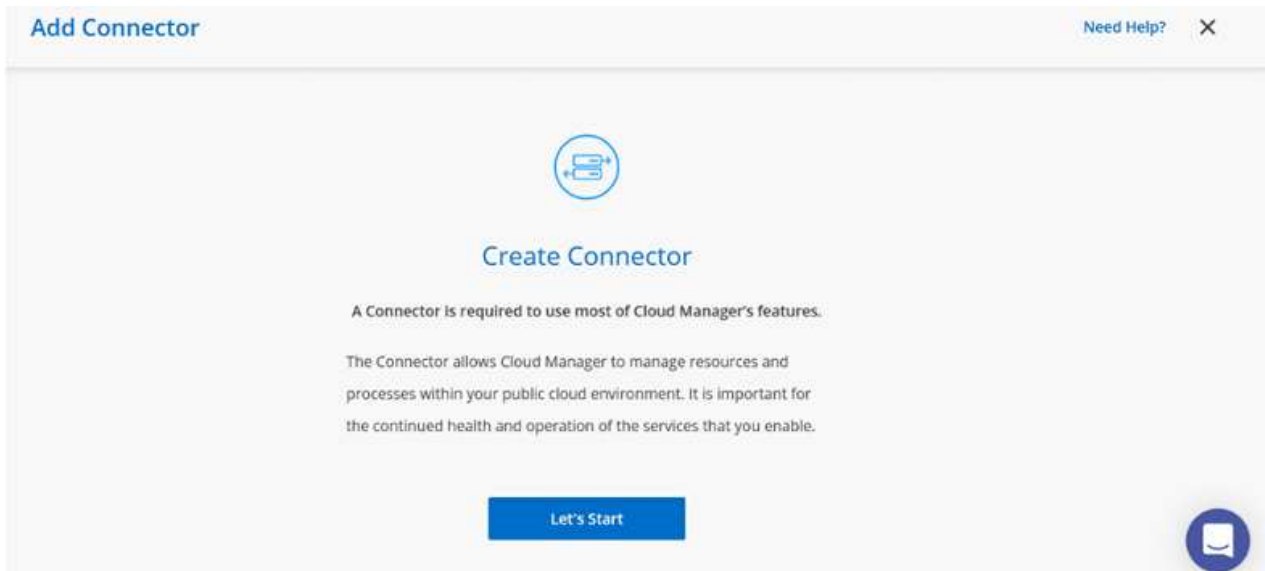 Add Connector
Need Help?
Create Connector
A Connector is required to use most of Cloud Manager's features.
The Connector allows Cloud Manager to manage resources and
processes within your public cloud environment. It is important for
the continued health and operation of the services that you enable.
Let's Start